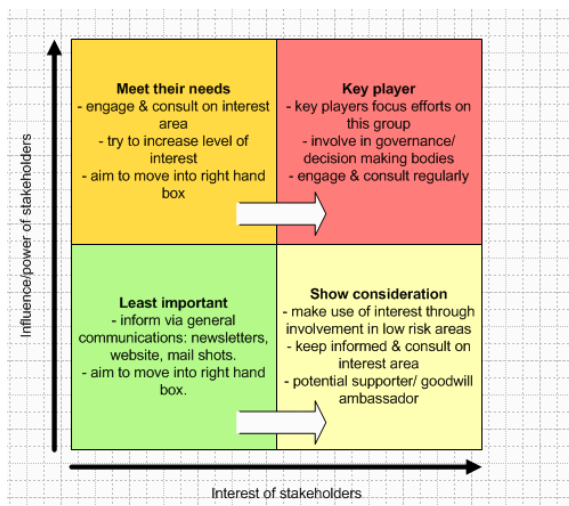 Influence/power of stakeholders
Meet their needs
- engage & consult on interest
area
- try to increase level of
interest
- aim to move into right hand
box
Key player
- key players focus efforts on
this group
- involve in governance/
decision making bodies
- engage & consult regularly
Least important
- inform via general
communications: newsletters,
website, mail shots.
- aim to move into right hand
box.
Show consideration
- make use of interest through
involvement in low risk areas
- keep informed & consult on
interest area
- potential supporter/ goodwill
ambassador
Interest of stakeholders